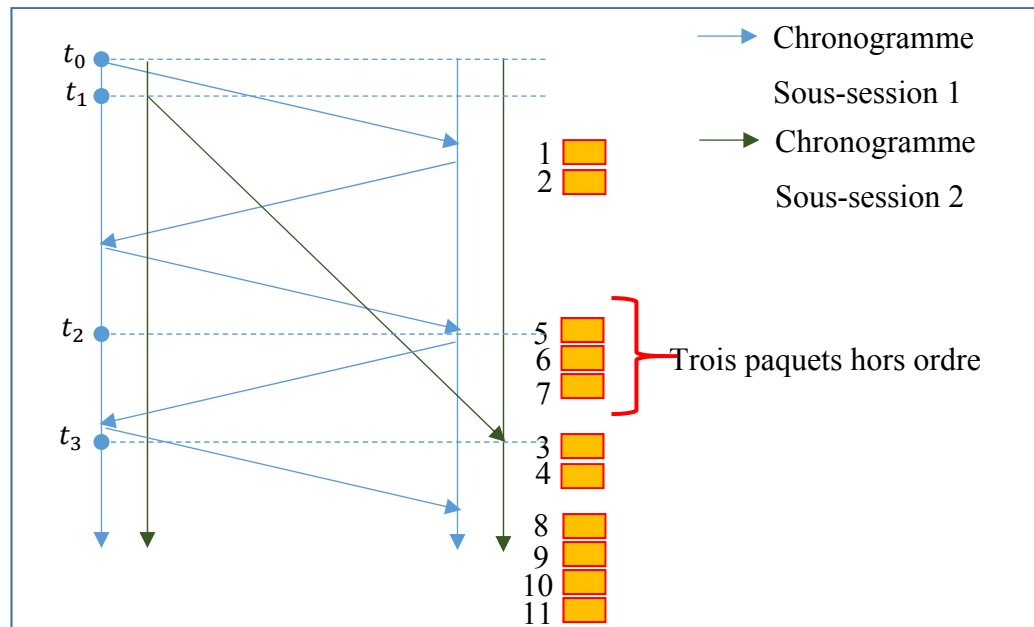 t₀
t₁
t₂
t₃
1
2
5
6
7
3
4
8
9
10
11
Trois paquets hors ordre
Chronogramme
Sous-session 1
Chronogramme
Sous-session 2